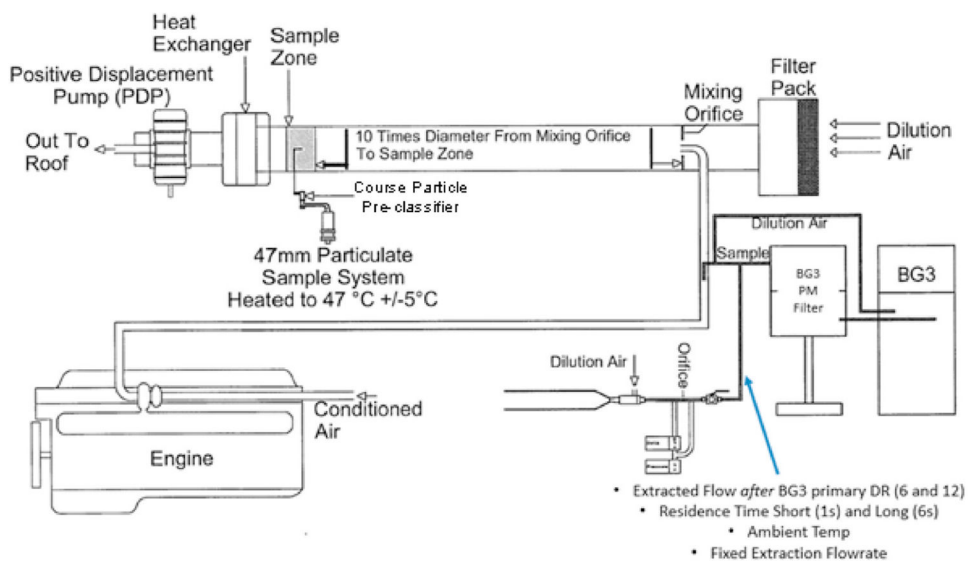 Heat
Exchanger
Sample
Zone
Positive Displacement
Pump (PDP)
Out To
Roof
10 Times Diameter From Mixing Orifice
To Sample Zone
Mixing
Orifice
Filter
Pack
Dilution
Air
Course Particle
Pre-classifier
47mm Particulate
Sample System
Heated to 47 °C +/-5°C
Dilution Air
Sample
BG3
PM
Filter
BG3
Engine
Conditioned
Air
Dilution Air
Orifice
• Extracted Flow after BG3 primary DR (6 and 12)
• Residence Time Short (1s) and Long (6s)
• Ambient Temp
• Fixed Extraction Flowrate